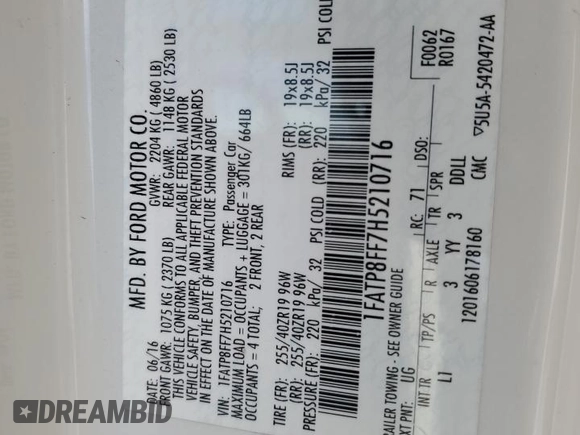 MFD. BY FORD MOTOR CO.
DATE: 06/16 GVWR: 2204 KG ( 4860 LB)
FRONT GAWR: 1075 KG ( 2370 LB) REAR GAWR: 1148 KG ( 2530 LB)
THIS VEHICLE CONFORMS TO ALL APPLICABLE FEDERAL MOTOR
VEHICLE SAFETY, BUMPER, AND THEFT PREVENTION STANDARDS
IN EFFECT ON THE DATE OF MANUFACTURE SHOWN ABOVE.
VIN: 1FATP8FF7H5210716 TYPE: Passenger Car
MAXIMUM LOAD = OCCUPANTS + LUGGAGE = 301KG/ 664LB
OCCUPANTS = 4 TOTAL: 2 FRONT, 2 REAR
TIRE (FR): 255/40ZR19 96W RIMS (FR): 19x8.5J
(RR): 255/40ZR19 96W (RR): 19x8.5J
PRESSURE (FR): 220 kPa/ 32 PSI COLD (RR): 220 kPa/ 32 PSI COLD
1FATP8FF7H5210716
RAILER TOWING - SEE OWNER GUIDE
F0062
R0167
EXT PNT: UG RC: 71 DSO:
INT TR TP/PS R AXLE TR SPR
LI 3 YY 3 DDLL
1201606178160 CMC ▽5U5A-5420472-AA
DREAMBID